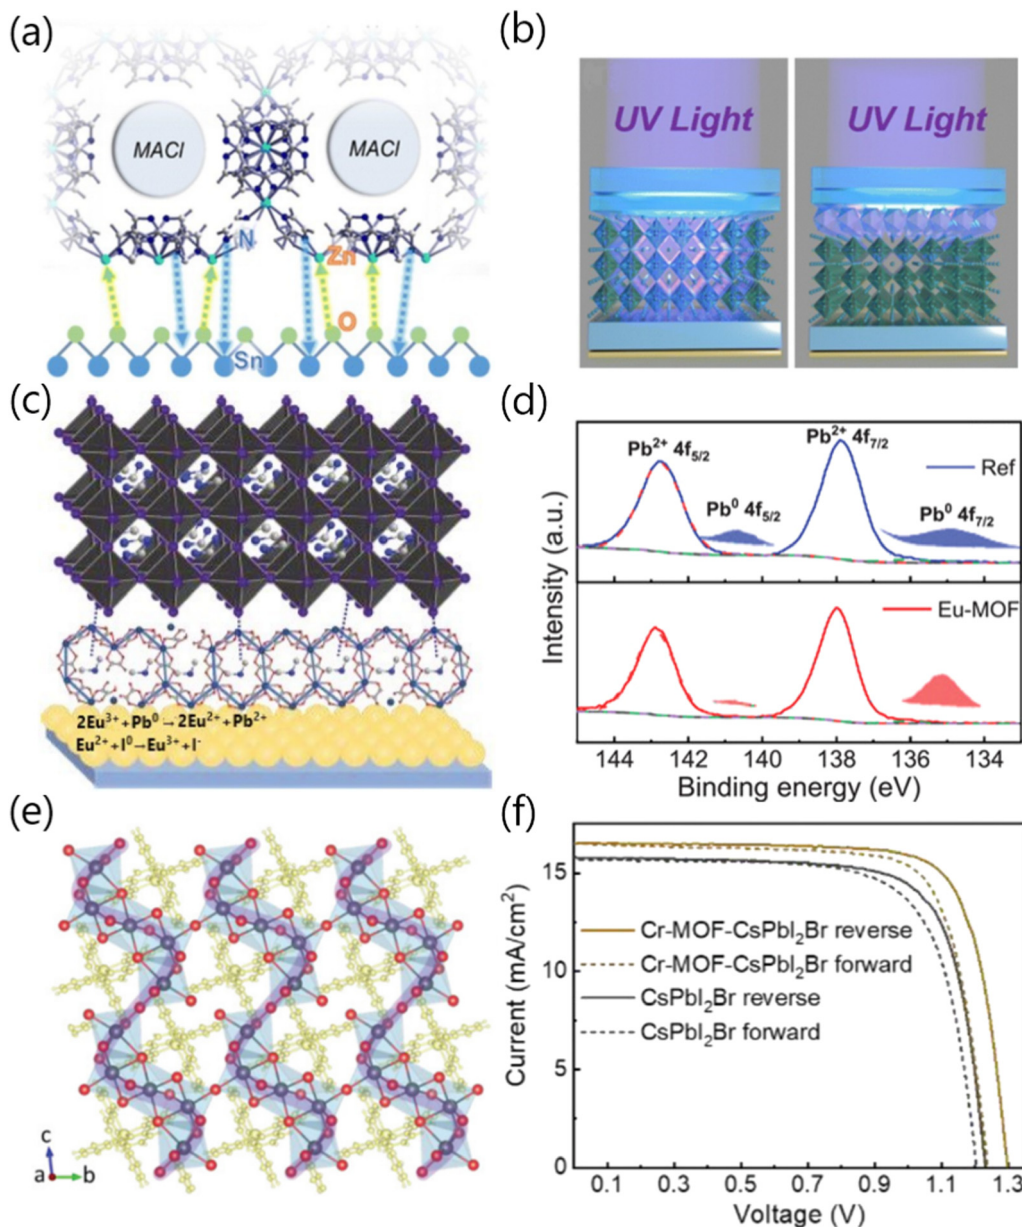 (a)
MACl
MACl
N
Zn
O
Sn
(b)
UV Light
UV Light
(c)
2Eu³⁺+Pb⁰→2Eu²⁺+Pb²⁺
Eu²⁺+I⁰→Eu³⁺+I⁻
(d)
Pb²⁺ 4f₅/₂
Pb²⁺ 4f₇/₂
Ref
Pb⁰ 4f₅/₂
Pb⁰ 4f₇/₂
Eu-MOF
Intensity (a.u.)
144 142 140 138 136 134
Binding energy (eV)
(e)
c
a
b
(f)
15
10
5
0
Current (mA/cm²)
Cr-MOF-CsPbI₂Br reverse
Cr-MOF-CsPbI₂Br forward
CsPbI₂Br reverse
CsPbI₂Br forward
0.1 0.3 0.5 0.7 0.9 1.1 1.3
Voltage (V)